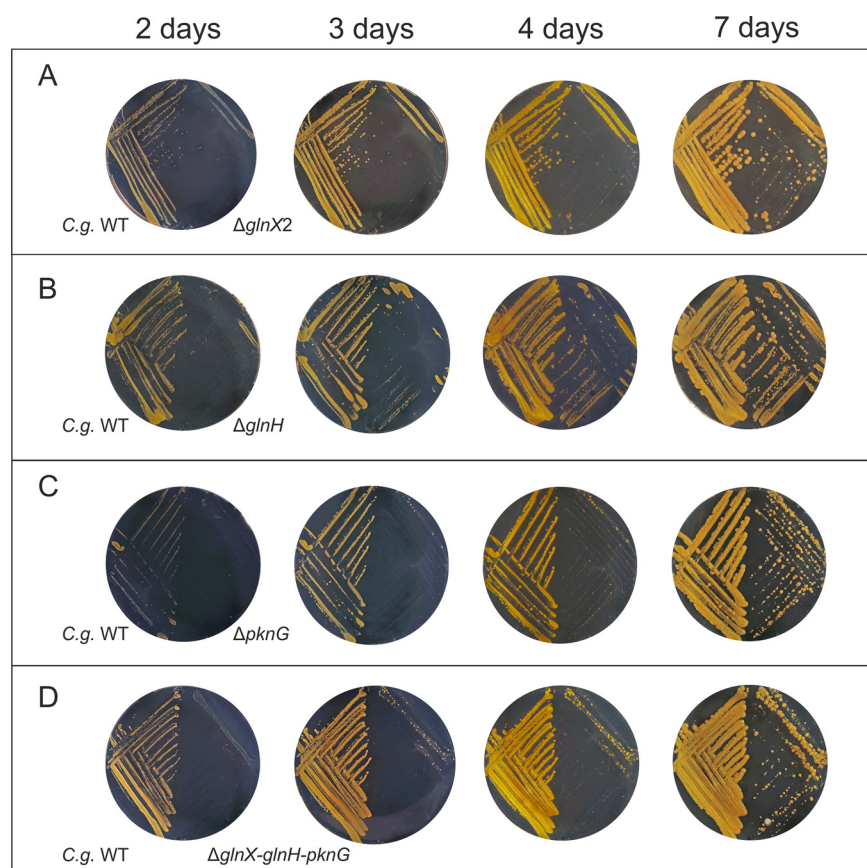 2 days 3 days 4 days 7 days
A
C.g. WT ΔglnX2
B
C.g. WT ΔglnH
C
C.g. WT ΔpknG
D
C.g. WT ΔglnX-glnH-pknG